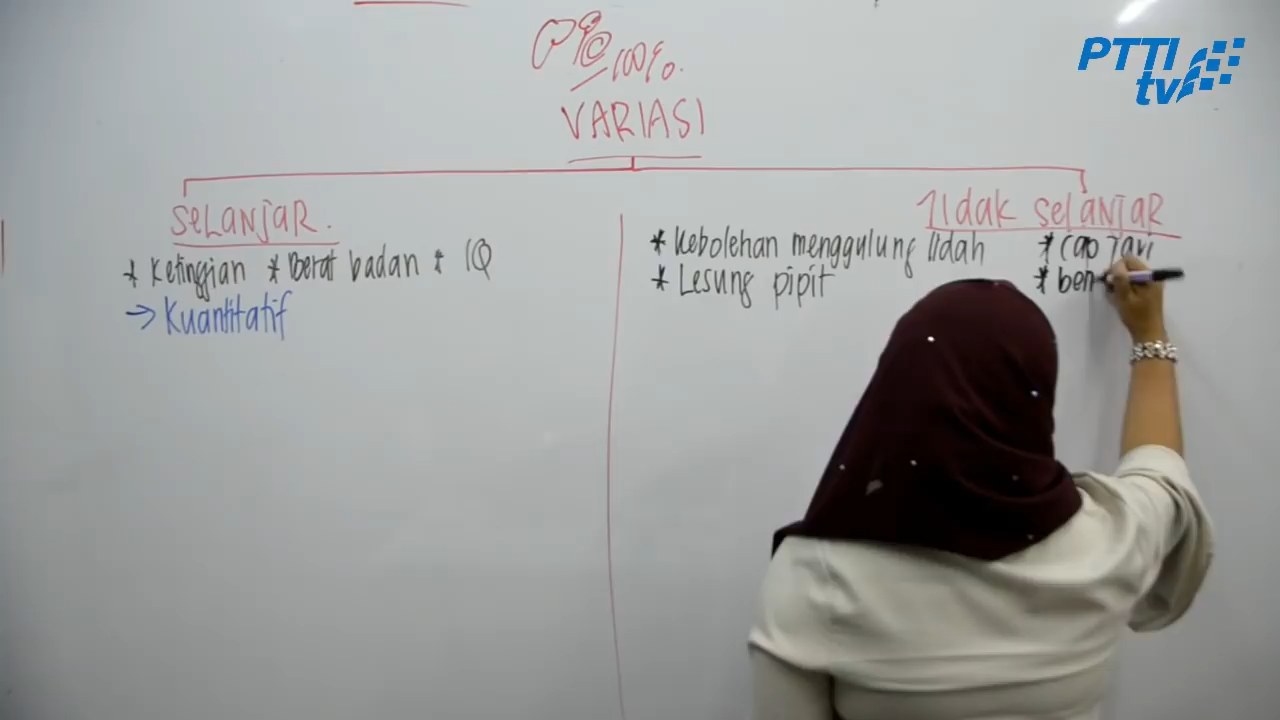 PTTI
tv
100%.
VARIASI
SELANJAR.
* Ketinggian * Berat badan * IQ
→ Kuantitatif
TIdak SELANJAR
* Kebolehan menggulung lidah
* Lesung pipit
* Cap Jari
* ben